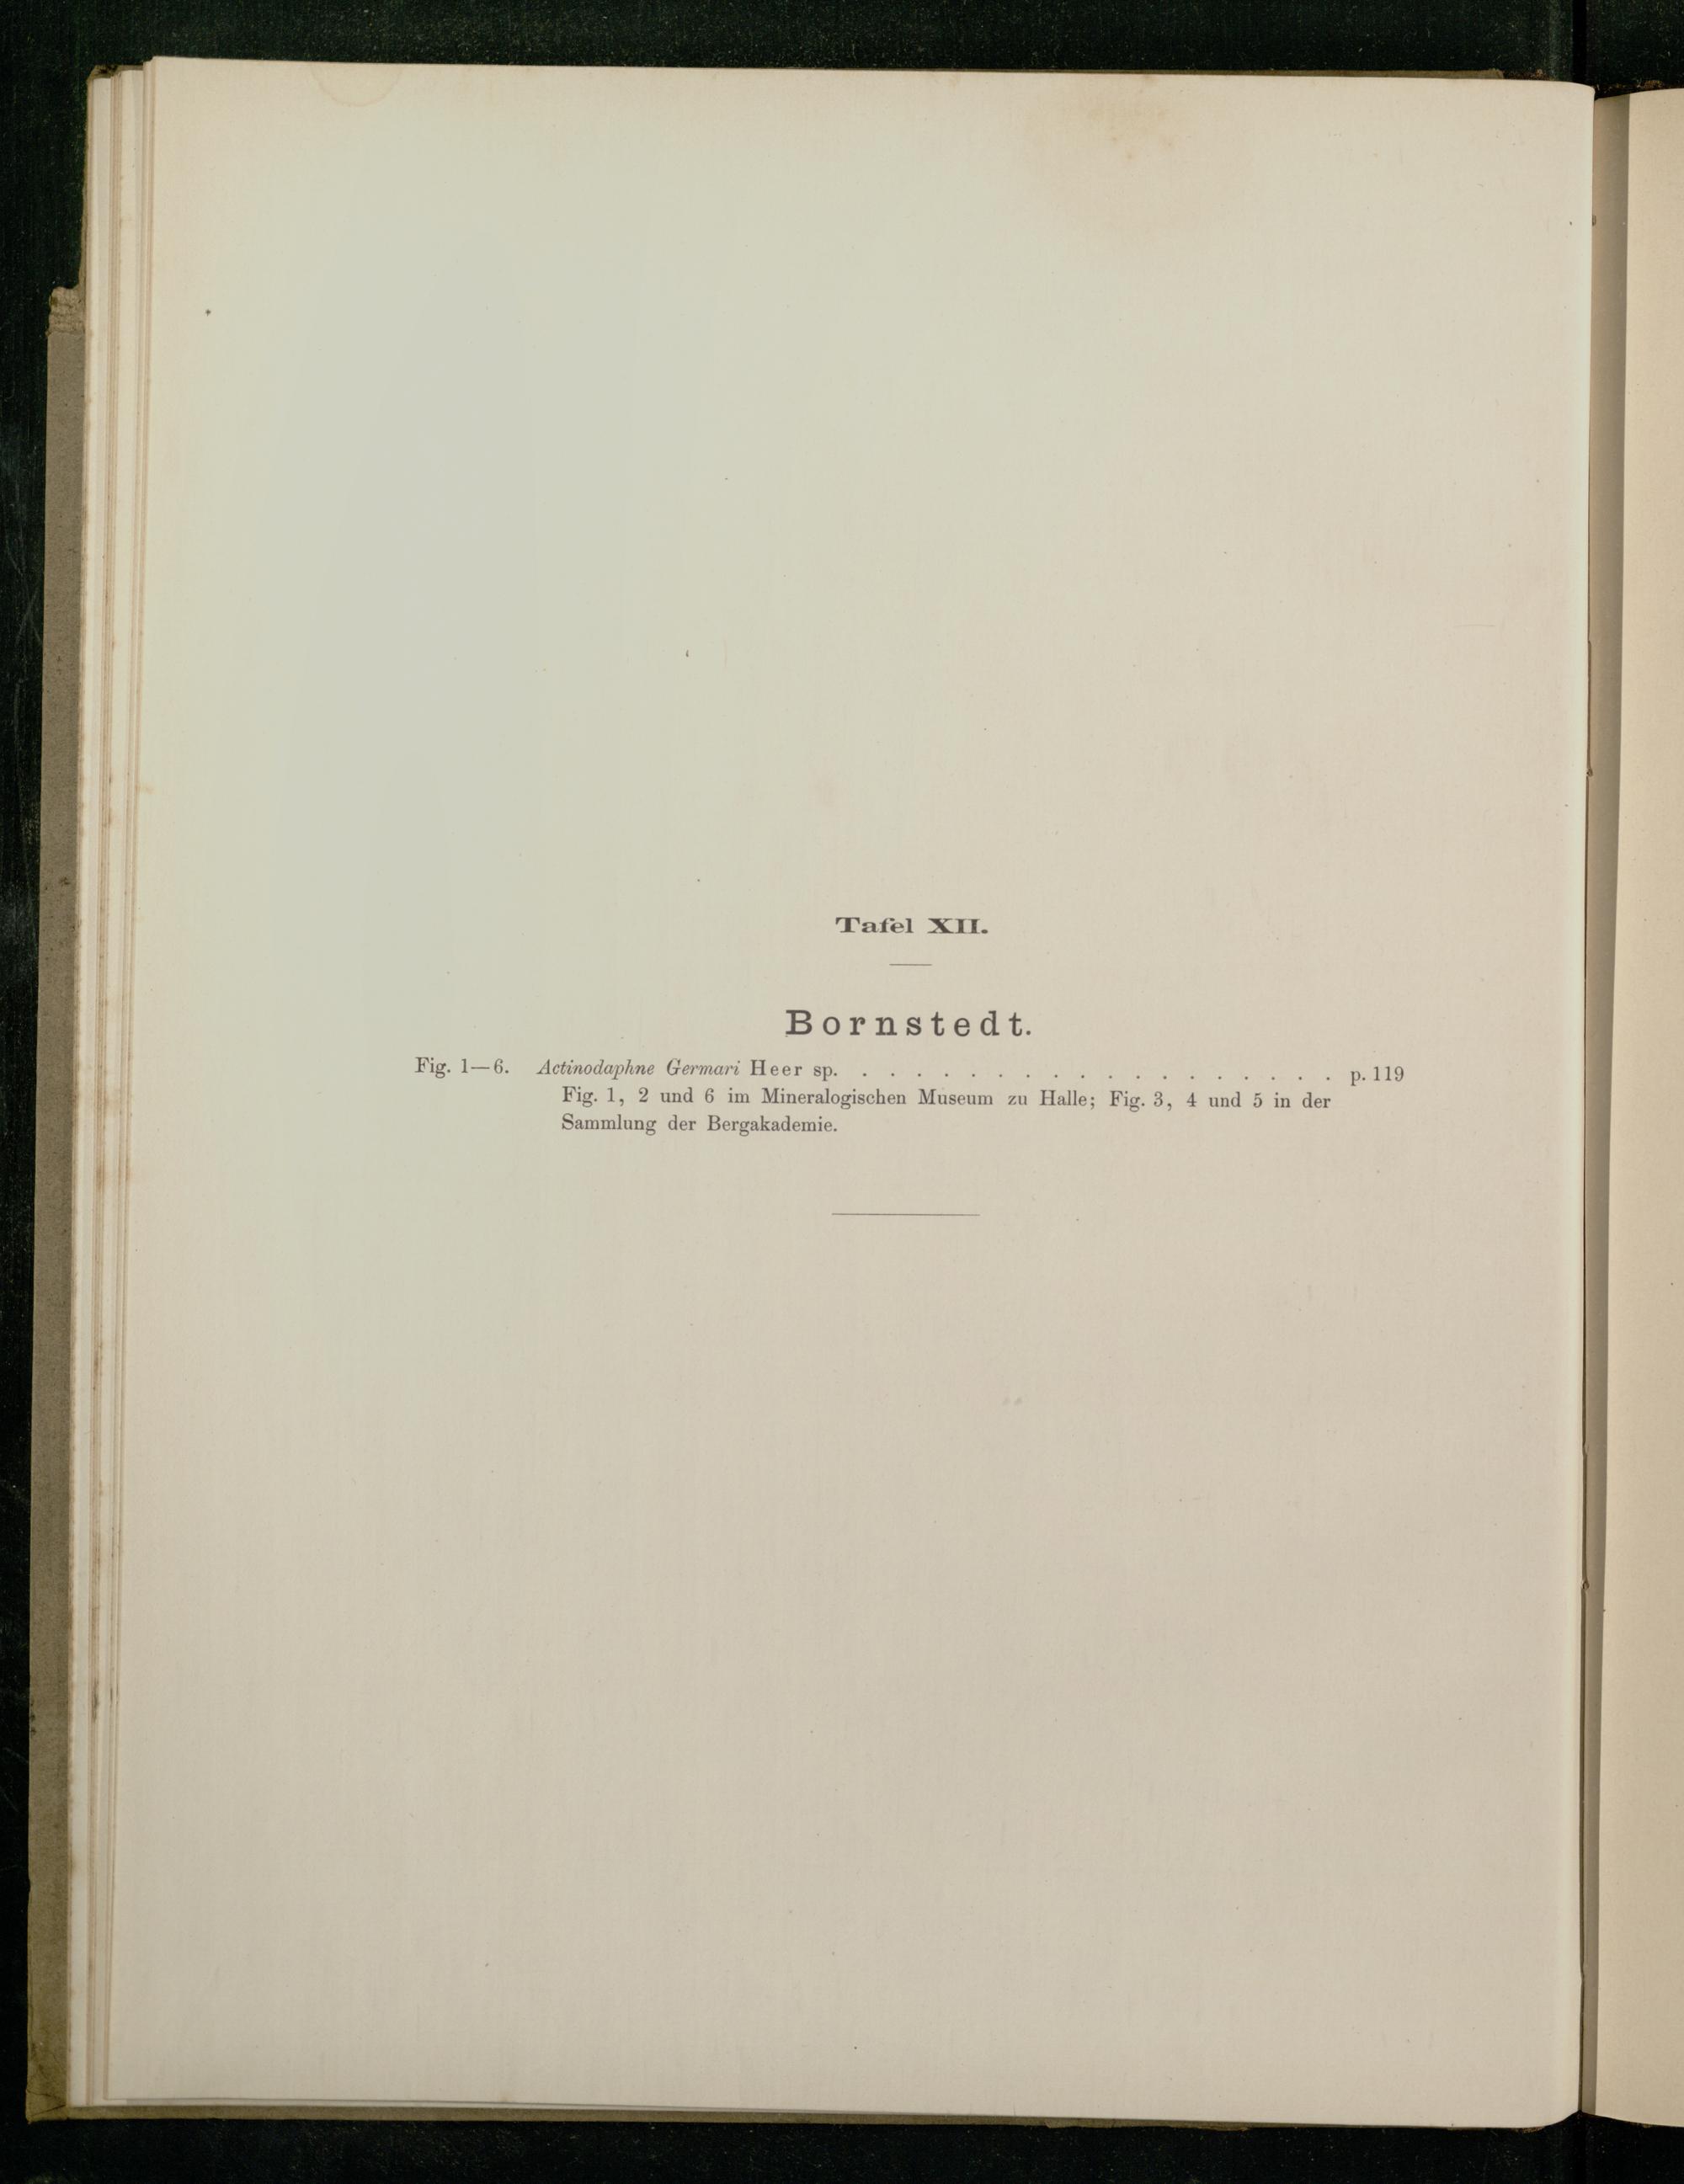 Tafel XII.
Bornstedt.
Fig. 1—6. Actinodaphne Germari Heer sp. . . . . . . . . . . . . . . . . . . . p. 119
Fig. 1, 2 und 6 im Mineralogischen Museum zu Halle; Fig. 3, 4 und 5 in der
Sammlung der Bergakademie.